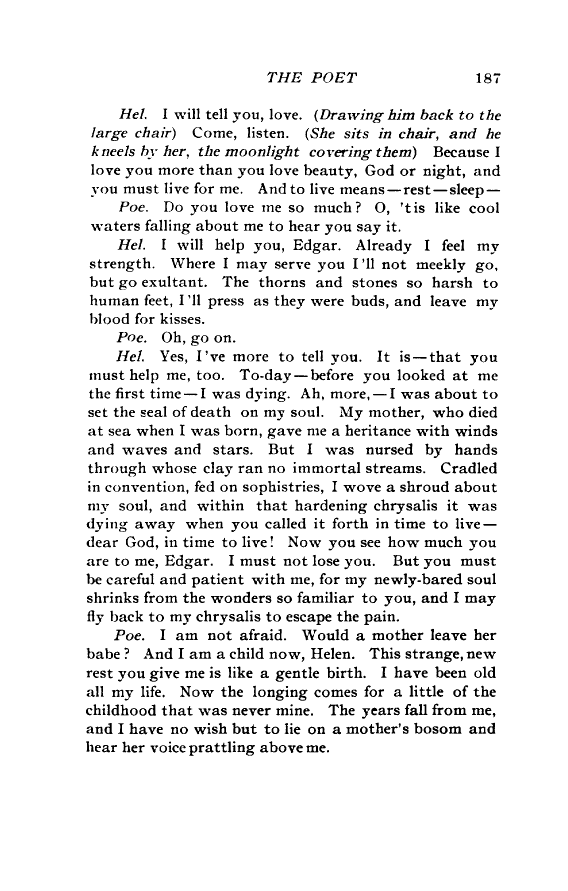 THE POET 187
Hel. I will tell you, love. (Drawing him back to the
large chair) Come, listen. (She sits in chair, and he
kneels by her, the moonlight covering them) Because I
love you more than you love beauty, God or night, and
you must live for me. And to live means—rest—sleep—
Poe. Do you love me so much? O, 'tis like cool
waters falling about me to hear you say it.
Hel. I will help you, Edgar. Already I feel my
strength. Where I may serve you I'll not meekly go,
but go exultant. The thorns and stones so harsh to
human feet, I'll press as they were buds, and leave my
blood for kisses.
Poe. Oh, go on.
Hel. Yes, I've more to tell you. It is—that you
must help me, too. To-day—before you looked at me
the first time—I was dying. Ah, more,—I was about to
set the seal of death on my soul. My mother, who died
at sea when I was born, gave me a heritance with winds
and waves and stars. But I was nursed by hands
through whose clay ran no immortal streams. Cradled
in convention, fed on sophistries, I wove a shroud about
my soul, and within that hardening chrysalis it was
dying away when you called it forth in time to live—
dear God, in time to live! Now you see how much you
are to me, Edgar. I must not lose you. But you must
be careful and patient with me, for my newly-bared soul
shrinks from the wonders so familiar to you, and I may
fly back to my chrysalis to escape the pain.
Poe. I am not afraid. Would a mother leave her
babe? And I am a child now, Helen. This strange, new
rest you give me is like a gentle birth. I have been old
all my life. Now the longing comes for a little of the
childhood that was never mine. The years fall from me,
and I have no wish but to lie on a mother's bosom and
hear her voice prattling above me.